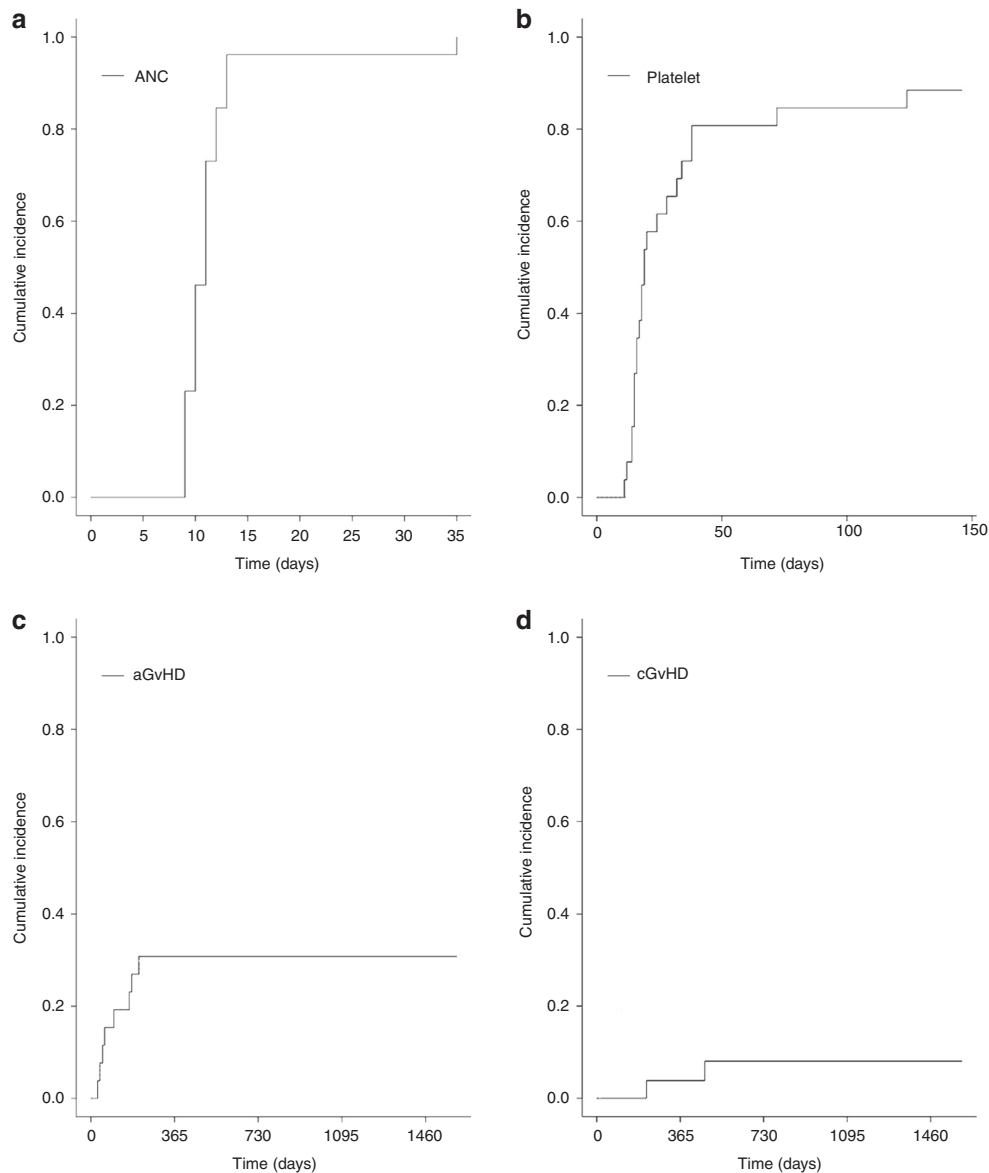 a
1.0
ANC
0.8
0.6
0.4
0.2
0.0
Cumulative incidence
0 5 10 15 20 25 30 35
Time (days)
b
1.0
Platelet
0.8
0.6
0.4
0.2
0.0
Cumulative incidence
0 50 100 150
Time (days)
c
1.0
aGvHD
0.8
0.6
0.4
0.2
0.0
Cumulative incidence
0 365 730 1095 1460
Time (days)
d
1.0
cGvHD
0.8
0.6
0.4
0.2
0.0
Cumulative incidence
0 365 730 1095 1460
Time (days)